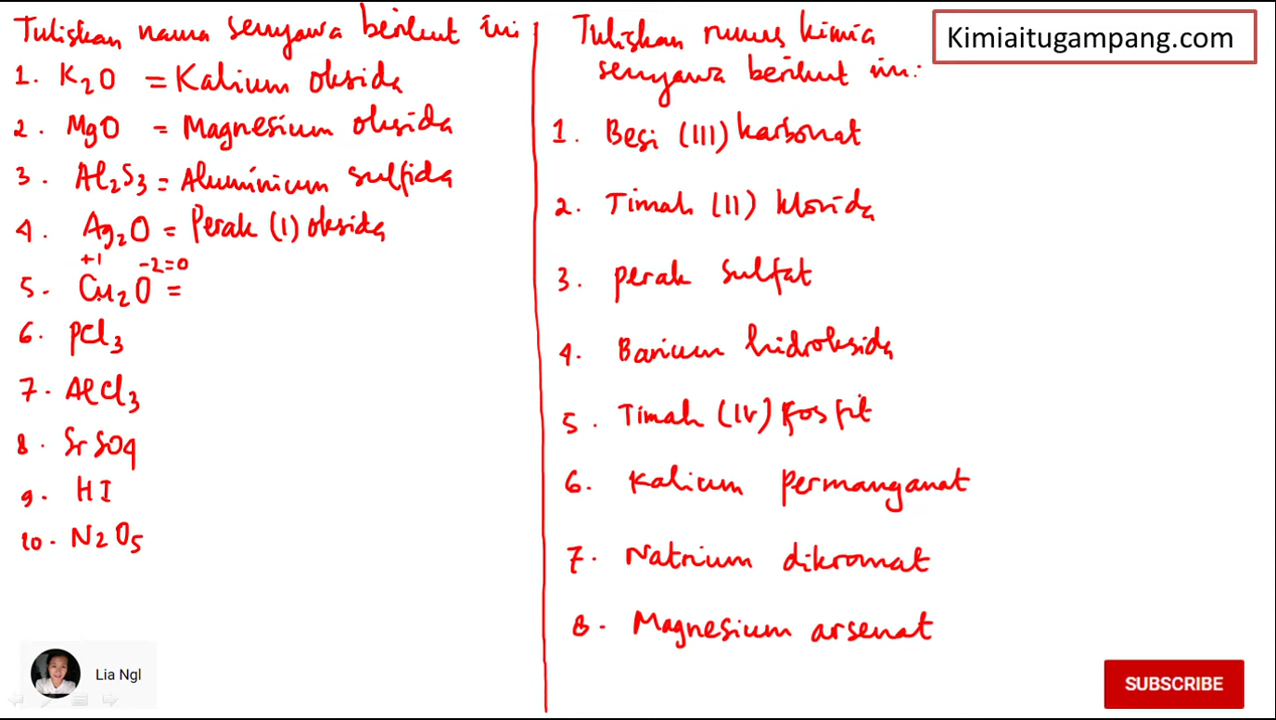 Tuliskan nama senyawa berikut ini
1. K2O = Kalium oksida
2. MgO = Magnesium oksida
3. Al2S3 = Aluminium sulfida
4. Ag2O = Perak (I) oksida
+1 -2=0
5. Cu2O =
6. PCl3
7. AlCl3
8. SrSO4
9. HI
10. N2O5
Lia Ngl
Tuliskan rumus kimia
senyawa berikut ini:
1. Besi (III) karbonat
2. Timah (II) klorida
3. perak sulfat
4. Barium hidroksida
5. Timah (IV) fosfit
6. Kalium permanganat
7. Natrium dikromat
8. Magnesium arsenat
Kimiaitugampang.com
SUBSCRIBE